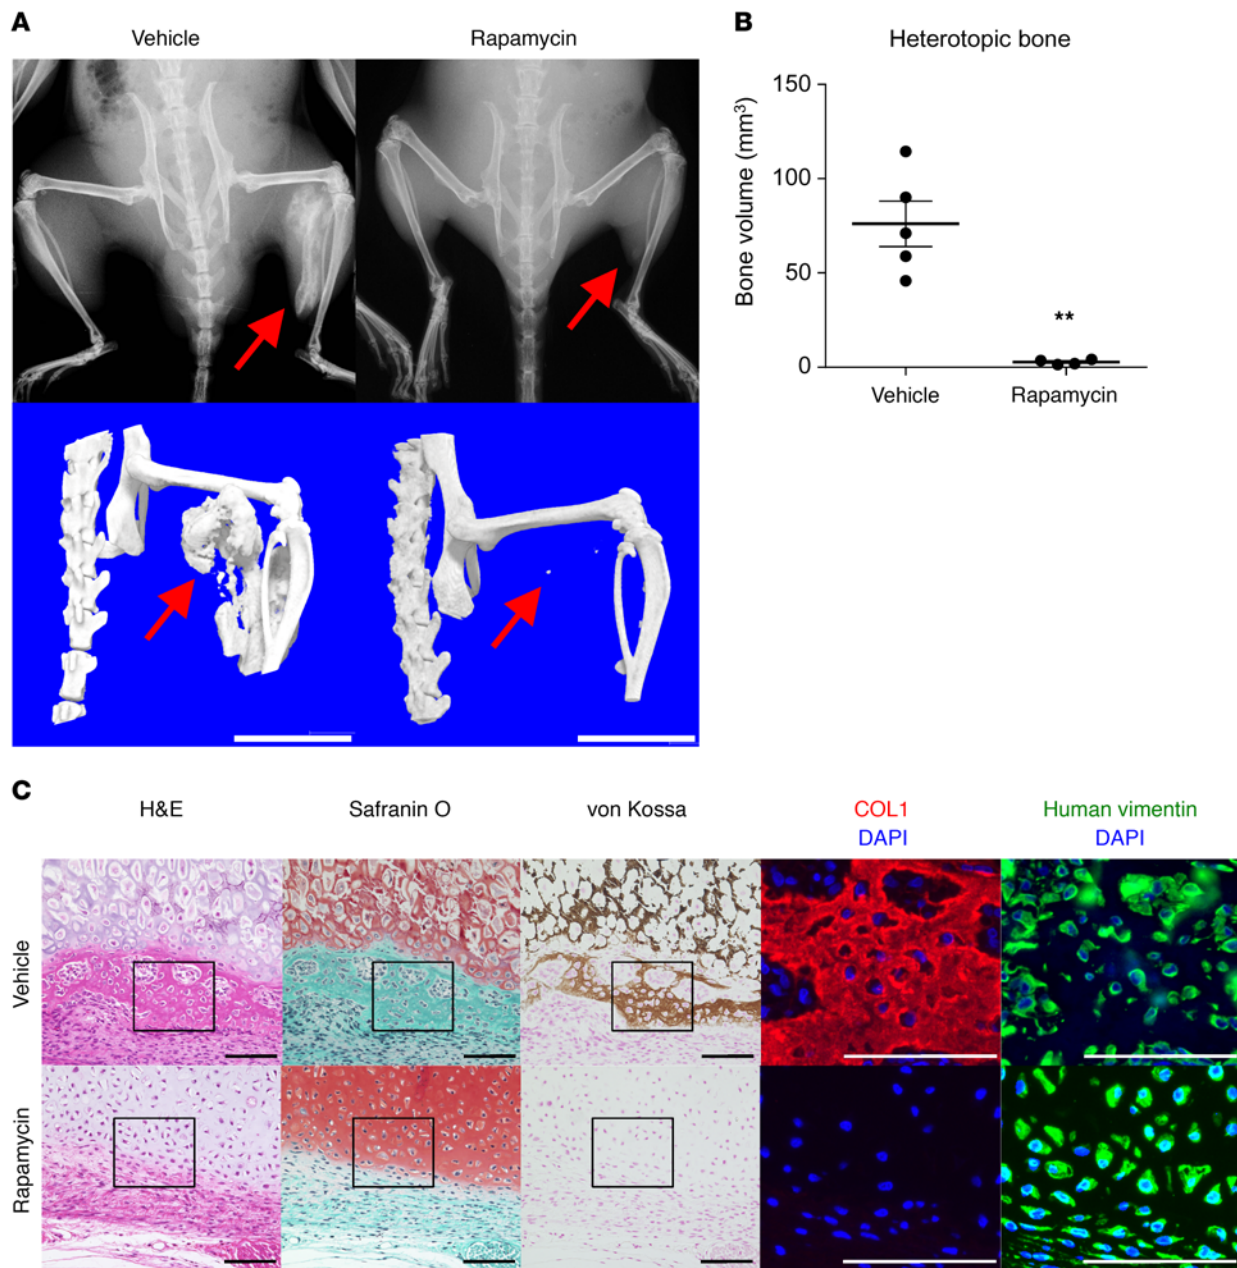 A
Vehicle
Rapamycin
B
Heterotopic bone
Bone volume (mm³)
150
100
50
0
**
Vehicle
Rapamycin
C
H&E
Safranin O
von Kossa
COL1
DAPI
Human vimentin
DAPI
Vehicle
Rapamycin